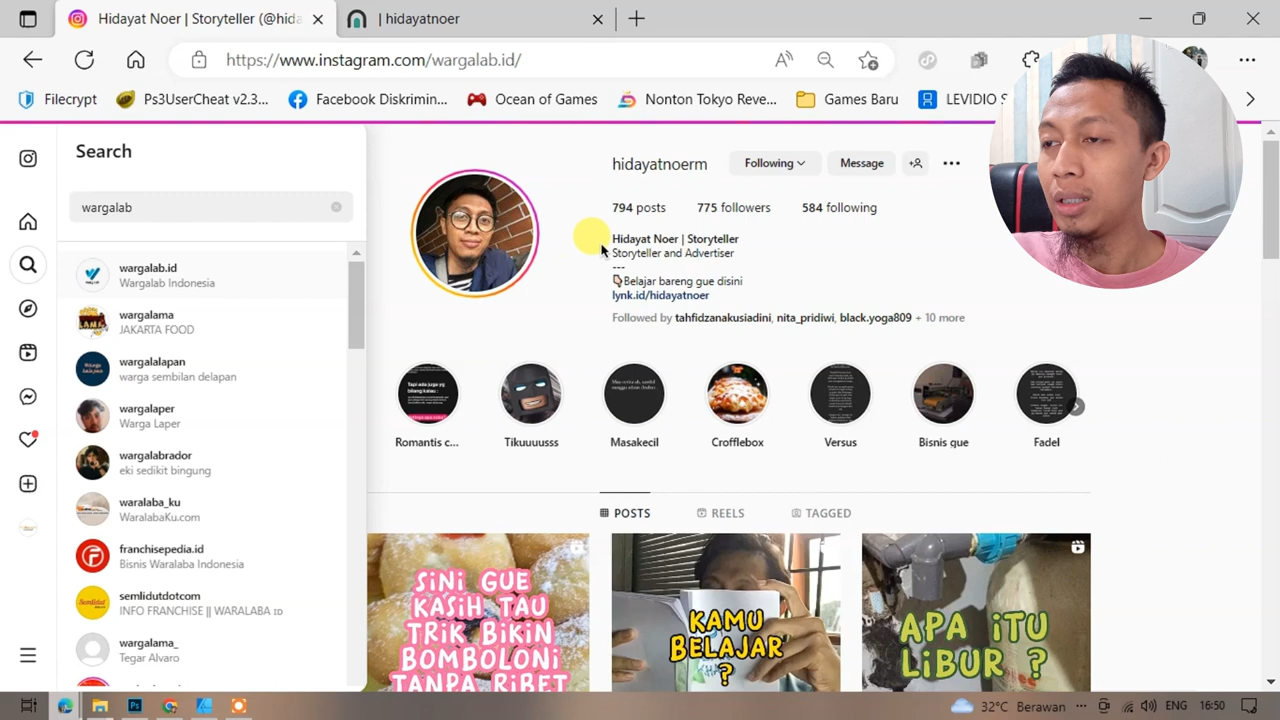 Hidayat Noer | Storyteller (@hida
| hidayatnoer
https://www.instagram.com/wargalab.id/
Filecrypt
Ps3UserCheat v2.3...
Facebook Diskrimin...
Ocean of Games
Nonton Tokyo Reve...
Games Baru
LEVIDIO S
Search
wargalab
wargalab.id
Wargalab Indonesia
wargalama
JAKARTA FOOD
wargalalapan
warga sembilan delapan
wargalaper
Warga Laper
wargalabrador
eki sedikit bingung
waralaba_ku
WaralabaKu.com
franchisepedia.id
Bisnis Waralaba Indonesia
semlidutdotcom
INFO FRANCHISE || WARALABA ID
wargalama_
Tegar Alvaro
hidayatnoerm
Following
Message
794 posts
775 followers
584 following
Hidayat Noer | Storyteller
Storyteller and Advertiser
---
Belajar bareng gue disini
lynk.id/hidayatnoer
Followed by tahfidzanakusiadini, nita_pridiwi, black.yoga809 + 10 more
Romantis c...
Tikuuuusss
Masakecil
Crofflebox
Versus
Bisnis gue
Fadel
POSTS
REELS
TAGGED
SINI GUE
KASIH TAU
TRIK BIKIN
BOMBOLONI
TANPA RIBET
KAMU
BELAJAR
?
APA iTU
LiBUR ?
32°C Berawan
ENG
16:50